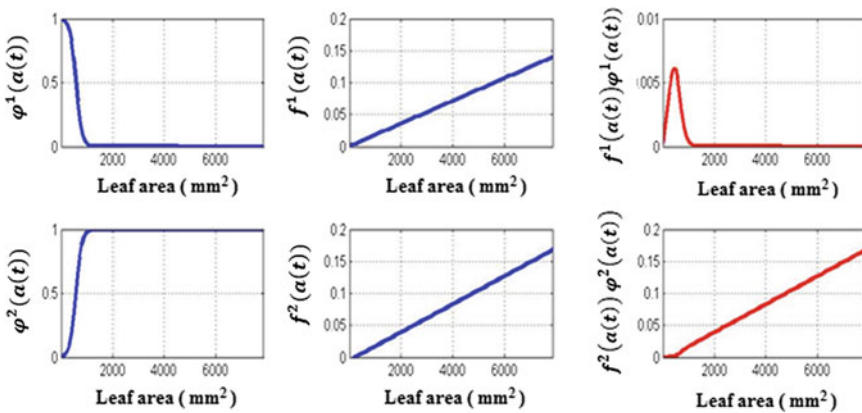 φ¹(a(t))
1
0.5
0
2000 4000 6000
Leaf area ( mm²)
f¹(a(t))
0.2
0.15
0.1
0.05
0
2000 4000 6000
Leaf area ( mm²)
f¹(a(t))φ¹(a(t))
0.01
.005
0
2000 4000 6000
Leaf area ( mm²)
φ²(a(t))
1
0.5
0
2000 4000 6000
Leaf area ( mm²)
f²(a(t))
0.2
0.15
0.1
0.05
0
2000 4000 6000
Leaf area ( mm²)
f²(a(t)) φ²(a(t))
0.2
0.15
0.1
0.05
0
2000 4000 6000
Leaf area ( mm²)